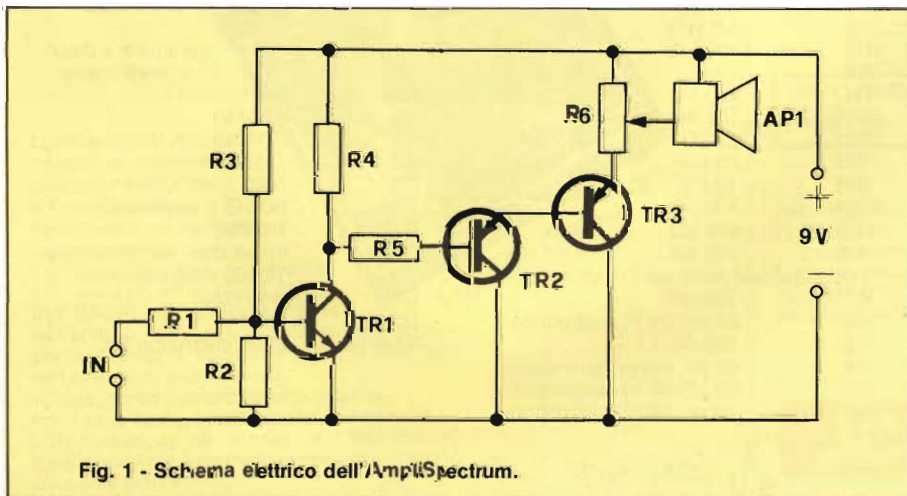 R3
R4
R6
AP1
R5
TR3
TR2
+
9V
−
R1
TR1
IN
R2
Fig. 1 - Schema elettrico dell'AmpliSpectrum.